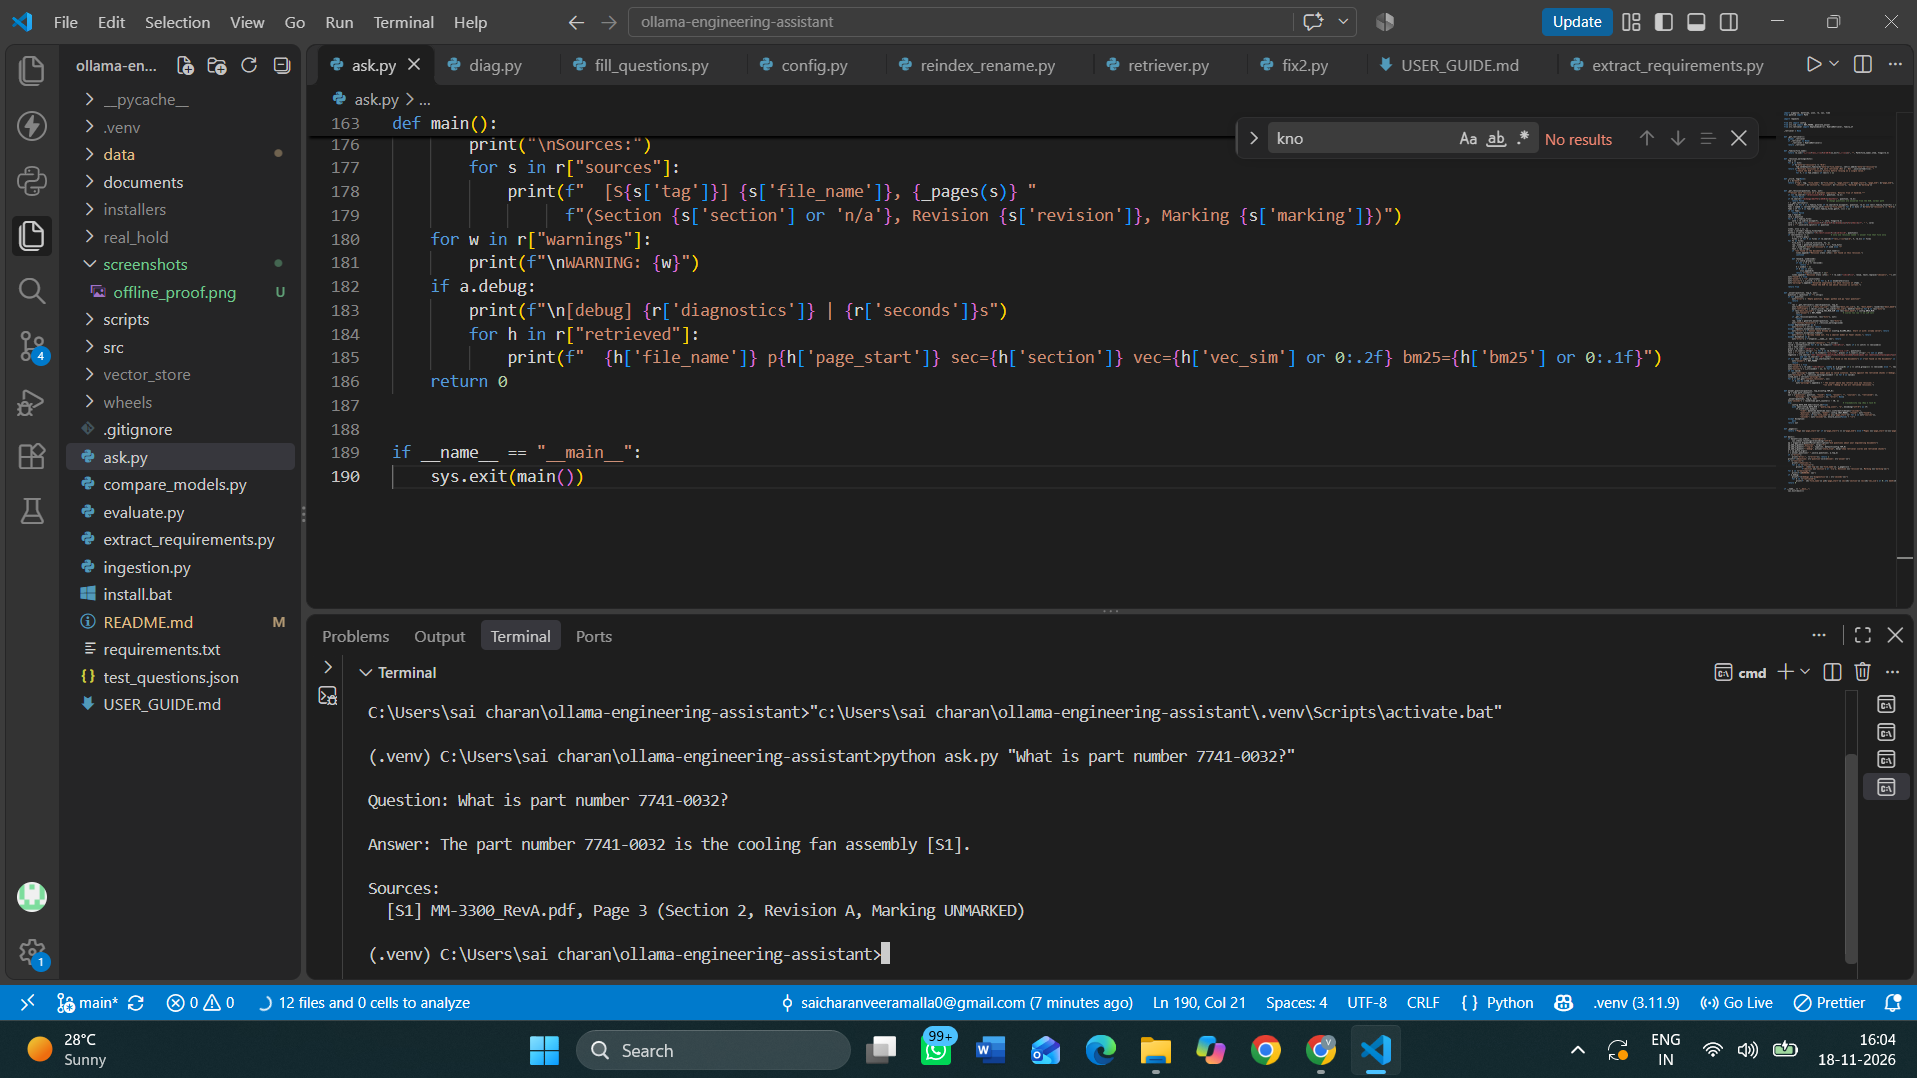 File Edit Selection View Go Run Terminal Help
ollama-engineering-assistant
Update
ollama-en...
ask.py
diag.py
fill_questions.py
config.py
reindex_rename.py
retriever.py
fix2.py
USER_GUIDE.md
extract_requirements.py
__pycache__
.venv
data
documents
installers
real_hold
screenshots
offline_proof.png U
scripts
src
vector_store
wheels
.gitignore
ask.py
compare_models.py
evaluate.py
extract_requirements.py
ingestion.py
install.bat
README.md M
requirements.txt
test_questions.json
USER_GUIDE.md
4
1
ask.py > ...
kno
Aa ab .* No results
163 def main():
176 print("\nSources:")
177 for s in r["sources"]:
178 print(f"  [S{s['tag']}] {s['file_name']}, {_pages(s)} "
179 f"(Section {s['section'] or 'n/a'}, Revision {s['revision']}, Marking {s['marking']})")
180 for w in r["warnings"]:
181 print(f"\nWARNING: {w}")
182 if a.debug:
183 print(f"\n[debug] {r['diagnostics']} | {r['seconds']}s")
184 for h in r["retrieved"]:
185 print(f"  {h['file_name']} p{h['page_start']} sec={h['section']} vec={h['vec_sim'] or 0:.2f} bm25={h['bm25'] or 0:.1f}")
186 return 0
187
188
189 if __name__ == "__main__":
190 sys.exit(main())
Problems Output Terminal Ports
Terminal
cmd
C:\Users\sai charan\ollama-engineering-assistant>"c:\Users\sai charan\ollama-engineering-assistant\.venv\Scripts\activate.bat"
(.venv) C:\Users\sai charan\ollama-engineering-assistant>python ask.py "What is part number 7741-0032?"
Question: What is part number 7741-0032?
Answer: The part number 7741-0032 is the cooling fan assembly [S1].
Sources:
[S1] MM-3300_RevA.pdf, Page 3 (Section 2, Revision A, Marking UNMARKED)
(.venv) C:\Users\sai charan\ollama-engineering-assistant>
main* 0 0 12 files and 0 cells to analyze
saicharanveeramalla0@gmail.com (7 minutes ago) Ln 190, Col 21 Spaces: 4 UTF-8 CRLF {} Python .venv (3.11.9) Go Live Prettier
28°C
Sunny
Search
99+
ENG
IN
16:04
18-11-2026